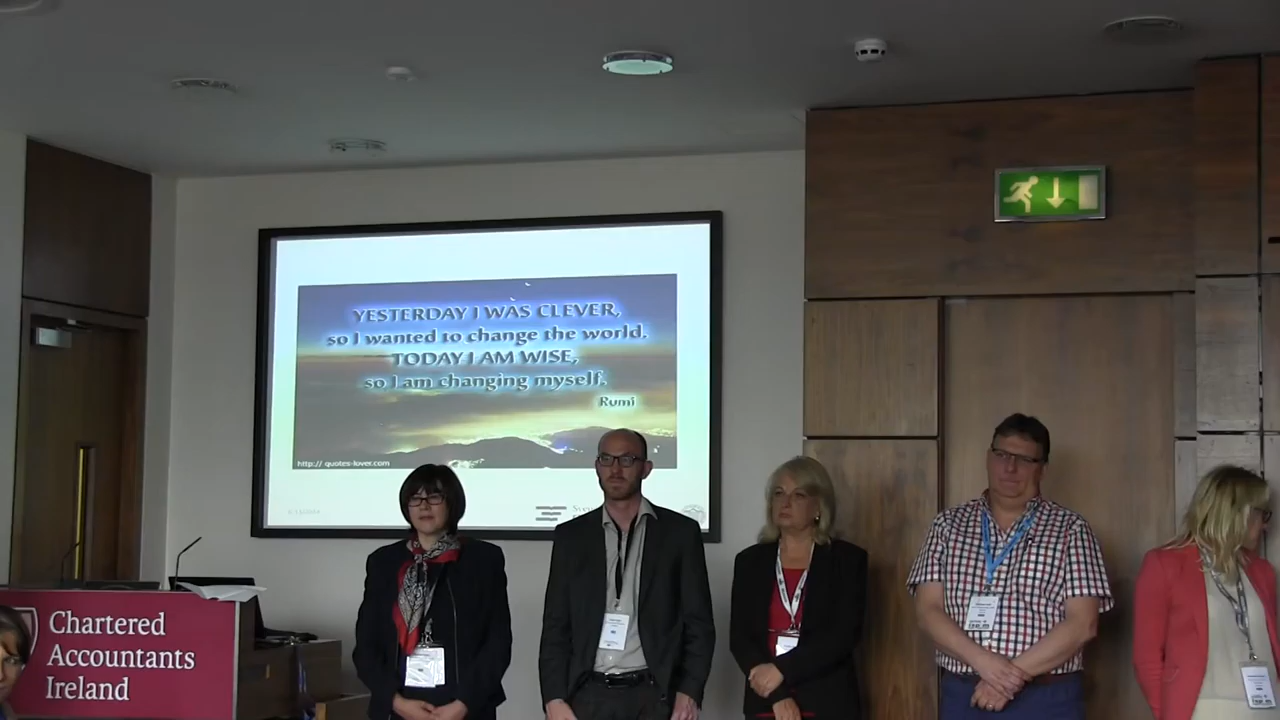 YESTERDAY I WAS CLEVER,
so I wanted to change the world.
TODAY I AM WISE,
so I am changing myself.
Rumi
http:// quotes-lover.com
Chartered
Accountants
Ireland